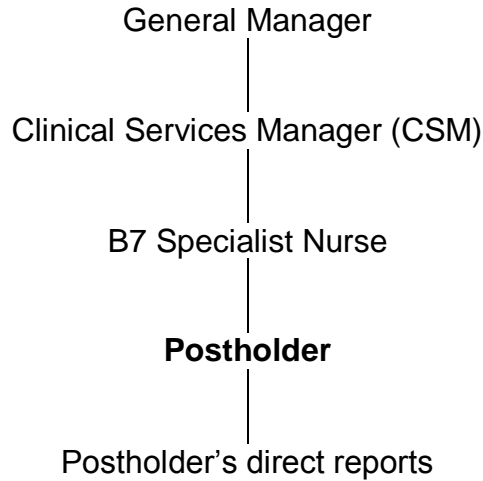 General Manager
Clinical Services Manager (CSM)
B7 Specialist Nurse
Postholder
Postholder’s direct reports